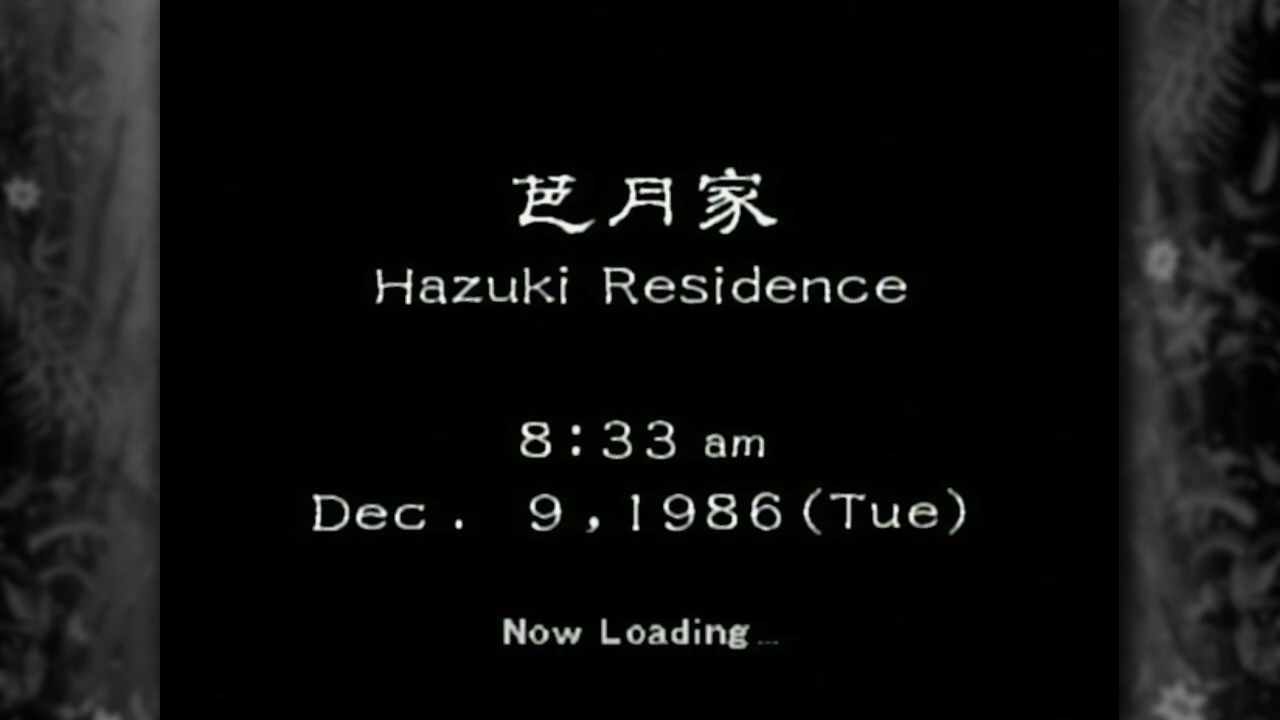 芭月家
Hazuki Residence
8:33 am
Dec. 9,1986(Tue)
Now Loading...